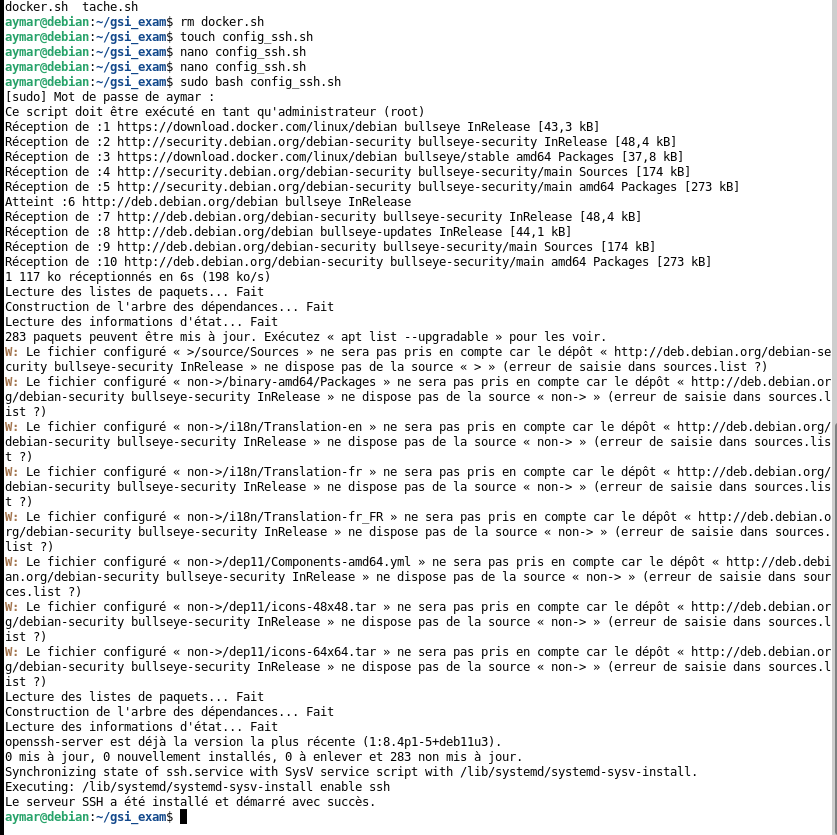 docker.sh  tache.sh
aymar@debian:~/gsi_exam$ rm docker.sh
aymar@debian:~/gsi_exam$ touch config_ssh.sh
aymar@debian:~/gsi_exam$ nano config_ssh.sh
aymar@debian:~/gsi_exam$ nano config_ssh.sh
aymar@debian:~/gsi_exam$ sudo bash config_ssh.sh
[sudo] Mot de passe de aymar :
Ce script doit être exécuté en tant qu'administrateur (root)
Réception de :1 https://download.docker.com/linux/debian bullseye InRelease [43,3 kB]
Réception de :2 http://security.debian.org/debian-security bullseye-security InRelease [48,4 kB]
Réception de :3 https://download.docker.com/linux/debian bullseye/stable amd64 Packages [37,8 kB]
Réception de :4 http://security.debian.org/debian-security bullseye-security/main Sources [174 kB]
Réception de :5 http://security.debian.org/debian-security bullseye-security/main amd64 Packages [273 kB]
Atteint :6 http://deb.debian.org/debian bullseye InRelease
Réception de :7 http://deb.debian.org/debian-security bullseye-security InRelease [48,4 kB]
Réception de :8 http://deb.debian.org/debian bullseye-updates InRelease [44,1 kB]
Réception de :9 http://deb.debian.org/debian-security bullseye-security/main Sources [174 kB]
Réception de :10 http://deb.debian.org/debian-security bullseye-security/main amd64 Packages [273 kB]
1 117 ko réceptionnés en 6s (198 ko/s)
Lecture des listes de paquets... Fait
Construction de l'arbre des dépendances... Fait
Lecture des informations d'état... Fait
283 paquets peuvent être mis à jour. Exécutez « apt list --upgradable » pour les voir.
W: Le fichier configuré « >/source/Sources » ne sera pas pris en compte car le dépôt « http://deb.debian.org/debian-se
curity bullseye-security InRelease » ne dispose pas de la source « > » (erreur de saisie dans sources.list ?)
W: Le fichier configuré « non->/binary-amd64/Packages » ne sera pas pris en compte car le dépôt « http://deb.debian.or
g/debian-security bullseye-security InRelease » ne dispose pas de la source « non-> » (erreur de saisie dans sources.l
ist ?)
W: Le fichier configuré « non->/i18n/Translation-en » ne sera pas pris en compte car le dépôt « http://deb.debian.org/
debian-security bullseye-security InRelease » ne dispose pas de la source « non-> » (erreur de saisie dans sources.lis
t ?)
W: Le fichier configuré « non->/i18n/Translation-fr » ne sera pas pris en compte car le dépôt « http://deb.debian.org/
debian-security bullseye-security InRelease » ne dispose pas de la source « non-> » (erreur de saisie dans sources.lis
t ?)
W: Le fichier configuré « non->/i18n/Translation-fr_FR » ne sera pas pris en compte car le dépôt « http://deb.debian.o
rg/debian-security bullseye-security InRelease » ne dispose pas de la source « non-> » (erreur de saisie dans sources.
list ?)
W: Le fichier configuré « non->/dep11/Components-amd64.yml » ne sera pas pris en compte car le dépôt « http://deb.debi
an.org/debian-security bullseye-security InRelease » ne dispose pas de la source « non-> » (erreur de saisie dans sour
ces.list ?)
W: Le fichier configuré « non->/dep11/icons-48x48.tar » ne sera pas pris en compte car le dépôt « http://deb.debian.or
g/debian-security bullseye-security InRelease » ne dispose pas de la source « non-> » (erreur de saisie dans sources.l
ist ?)
W: Le fichier configuré « non->/dep11/icons-64x64.tar » ne sera pas pris en compte car le dépôt « http://deb.debian.or
g/debian-security bullseye-security InRelease » ne dispose pas de la source « non-> » (erreur de saisie dans sources.l
ist ?)
Lecture des listes de paquets... Fait
Construction de l'arbre des dépendances... Fait
Lecture des informations d'état... Fait
openssh-server est déjà la version la plus récente (1:8.4p1-5+deb11u3).
0 mis à jour, 0 nouvellement installés, 0 à enlever et 283 non mis à jour.
Synchronizing state of ssh.service with SysV service script with /lib/systemd/systemd-sysv-install.
Executing: /lib/systemd/systemd-sysv-install enable ssh
Le serveur SSH a été installé et démarré avec succès.
aymar@debian:~/gsi_exam$